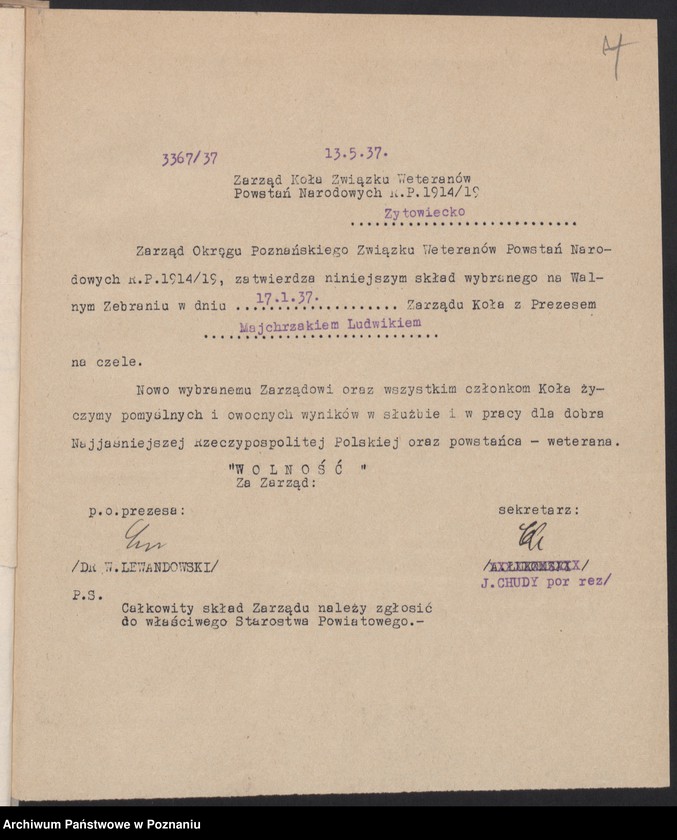 3367/37 13.5.37.
Zarząd Koła Związku Weteranów
Powstań Narodowych R.P.1914/19
Zytowiecko
Zarząd Okręgu Poznańskiego Związku Weteranów Powstań Naro-
dowych R.P.1914/19, zatwierdza niniejszym skład wybranego na Wal-
nym Zebraniu w dniu ...17.1.37............ Zarządu Koła z Prezesem
Majchrzakiem Ludwikiem
na czele.
Nowo wybranemu Zarządowi oraz wszystkim członkom Koła ży-
czymy pomyślnych i owocnych wyników w służbie i w pracy dla dobra
Najjaśniejszej Rzeczypospolitej Polskiej oraz powstańca - weterana.
"W O L N O Ś Ć "
Za Zarząd:
p.o.prezesa: sekretarz:
/DR W.LEWANDOWSKI/
J.CHUDY por rez/
P.S.
Całkowity skład Zarządu należy zgłosić
do właściwego Starostwa Powiatowego.-
Archiwum Państwowe w Poznaniu